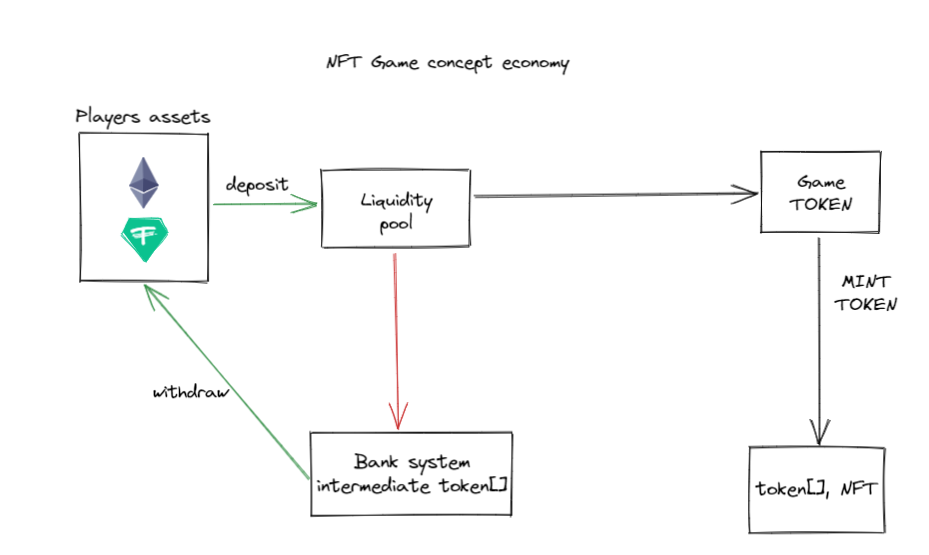 NFT Game concept economy
Players assets
deposit
Liquidity
pool
Game
TOKEN
MINT
TOKEN
withdraw
Bank system
intermediate token[]
token[], NFT